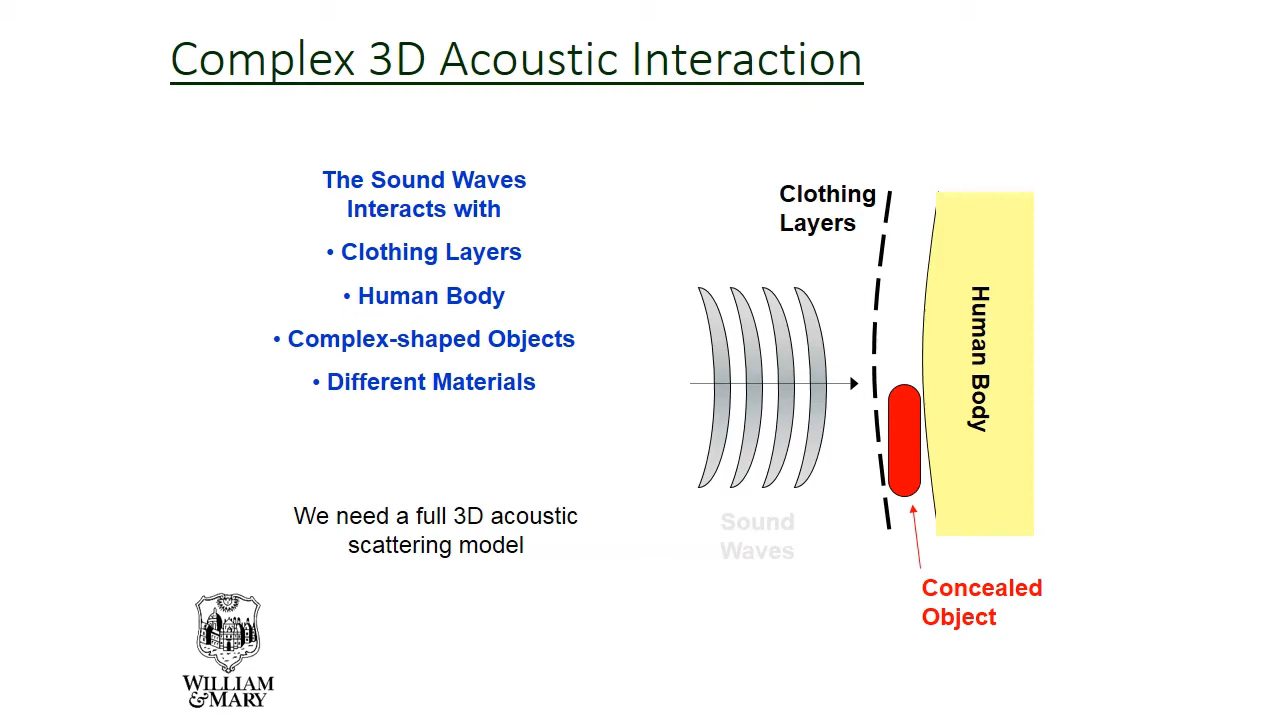 Complex 3D Acoustic Interaction
The Sound Waves
Interacts with
• Clothing Layers
• Human Body
• Complex-shaped Objects
• Different Materials
We need a full 3D acoustic
scattering model
Clothing
Layers
Human Body
Sound
Waves
Concealed
Object
WILLIAM
& MARY